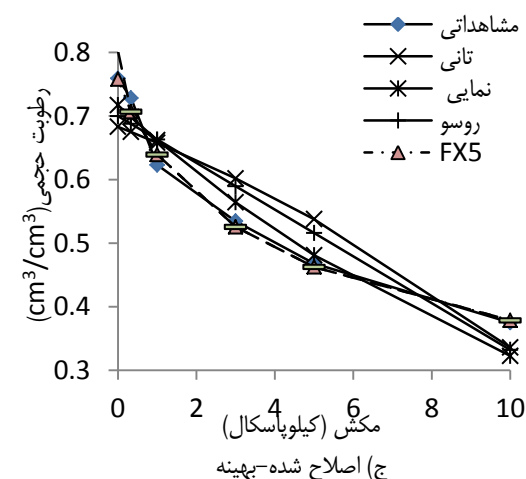 مشاهداتی
تانی
نمایی
روسو
FX5
رطوبت حجمی (cm³/cm³)
0.8
0.7
0.6
0.5
0.4
0.3
0 2 4 6 8 10
مکش (کیلوپاسکال)
ج) اصلاح شده-بهینه